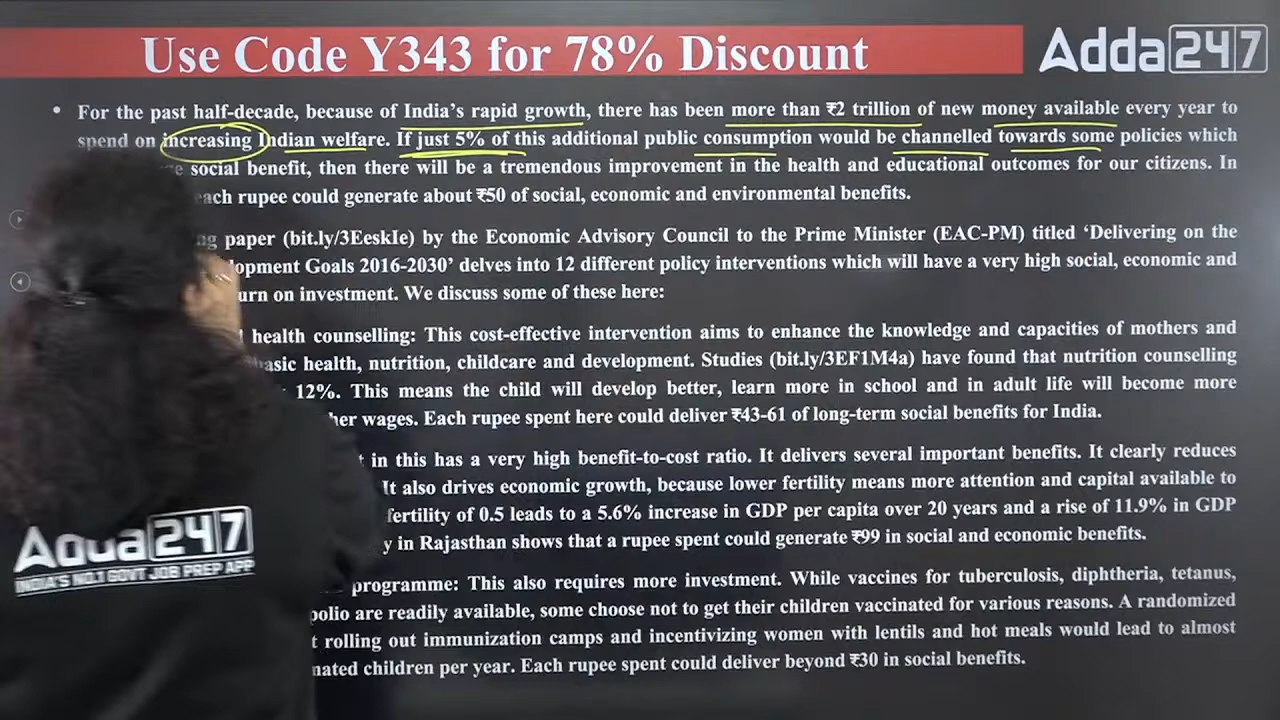 Use Code Y343 for 78% Discount
Adda247
• For the past half-decade, because of India's rapid growth, there has been more than ₹2 trillion of new money available every year to
spend on increasing Indian welfare. If just 5% of this additional public consumption would be channelled towards some policies which
social benefit, then there will be a tremendous improvement in the health and educational outcomes for our citizens. In
each rupee could generate about ₹50 of social, economic and environmental benefits.
paper (bit.ly/3EeskIe) by the Economic Advisory Council to the Prime Minister (EAC-PM) titled 'Delivering on the
Goals 2016-2030' delves into 12 different policy interventions which will have a very high social, economic and
on investment. We discuss some of these here:
health counselling: This cost-effective intervention aims to enhance the knowledge and capacities of mothers and
basic health, nutrition, childcare and development. Studies (bit.ly/3EF1M4a) have found that nutrition counselling
12%. This means the child will develop better, learn more in school and in adult life will become more
wages. Each rupee spent here could deliver ₹43-61 of long-term social benefits for India.
in this has a very high benefit-to-cost ratio. It delivers several important benefits. It clearly reduces
It also drives economic growth, because lower fertility means more attention and capital available to
fertility of 0.5 leads to a 5.6% increase in GDP per capita over 20 years and a rise of 11.9% in GDP
y in Rajasthan shows that a rupee spent could generate ₹99 in social and economic benefits.
programme: This also requires more investment. While vaccines for tuberculosis, diphtheria, tetanus,
polio are readily available, some choose not to get their children vaccinated for various reasons. A randomized
rolling out immunization camps and incentivizing women with lentils and hot meals would lead to almost
children per year. Each rupee spent could deliver beyond ₹30 in social benefits.
Adda247
INDIA'S NO.1 GOVT JOB PREP APP